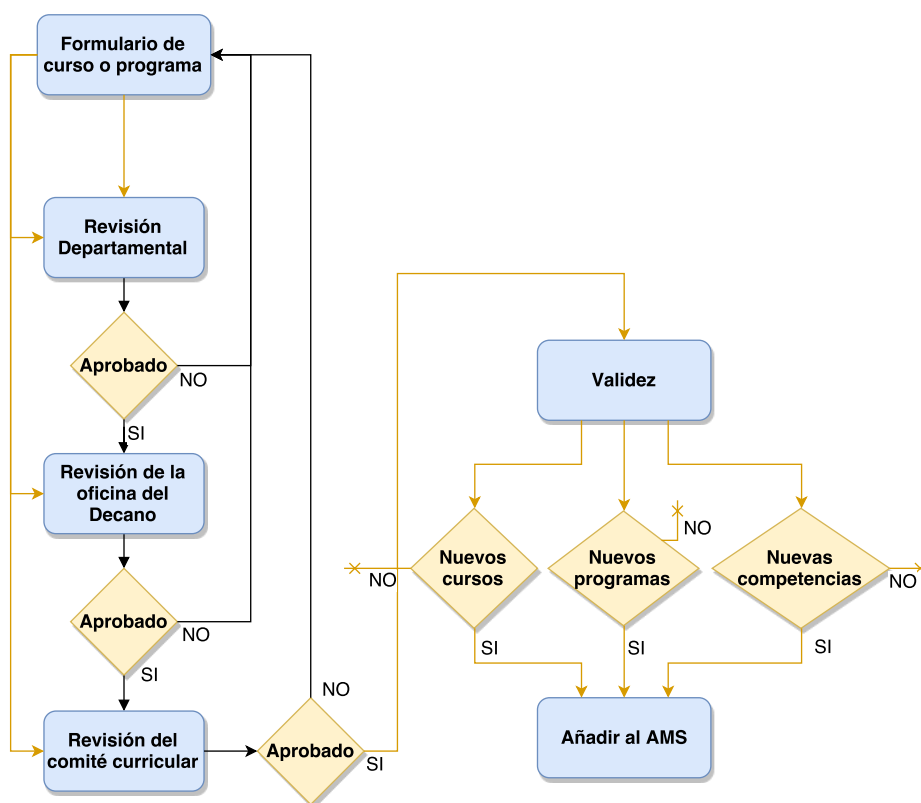 Formulario de
curso o programa
Revisión
Departamental
Aprobado
NO
SI
Revisión de la
oficina del
Decano
Aprobado
NO
SI
Revisión del
comité curricular
Aprobado
NO
SI
Validez
Nuevos
cursos
NO
SI
Nuevos
programas
NO
SI
Nuevas
competencias
NO
SI
Añadir al AMS